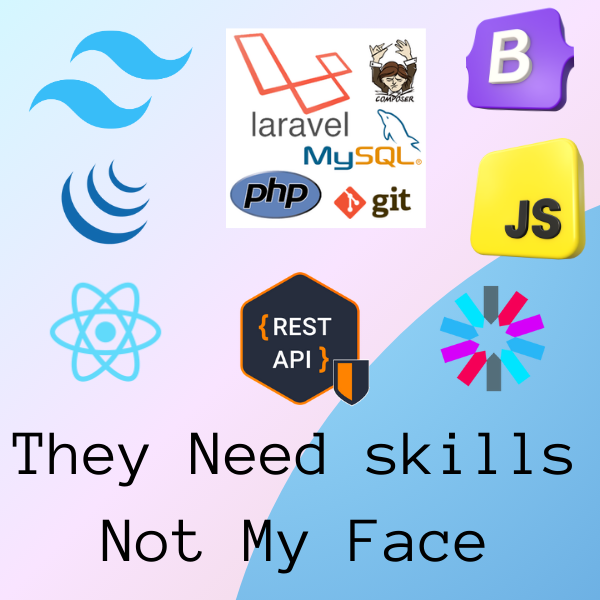 B
laravel
COMPOSER
MySQL®
php
git
JS
{REST
API}
They Need skills
Not My Face